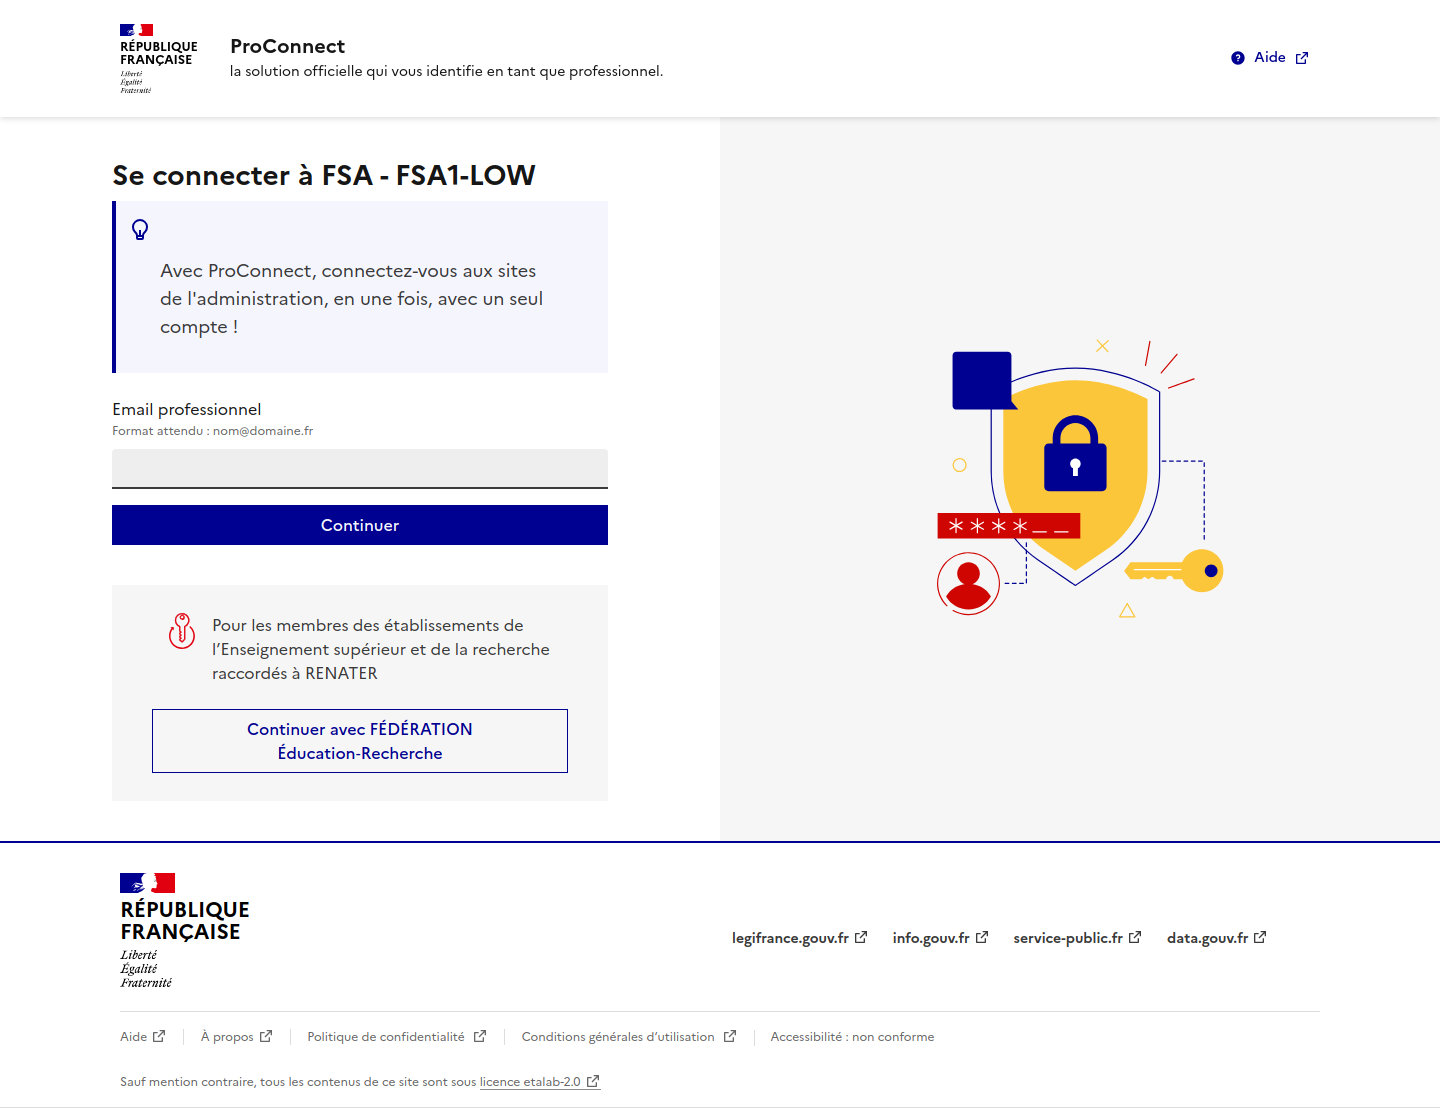 RÉPUBLIQUE
FRANÇAISE
Liberté
Égalité
Fraternité
ProConnect
la solution officielle qui vous identifie en tant que professionnel.
Aide
Se connecter à FSA - FSA1-LOW
Avec ProConnect, connectez-vous aux sites
de l'administration, en une fois, avec un seul
compte !
Email professionnel
Format attendu : nom@domaine.fr
Continuer
Pour les membres des établissements de
l’Enseignement supérieur et de la recherche
raccordés à RENATER
Continuer avec FÉDÉRATION
Éducation-Recherche
****__
RÉPUBLIQUE
FRANÇAISE
Liberté
Égalité
Fraternité
legifrance.gouv.fr info.gouv.fr service-public.fr data.gouv.fr
Aide À propos Politique de confidentialité Conditions générales d’utilisation Accessibilité : non conforme
Sauf mention contraire, tous les contenus de ce site sont sous licence etalab-2.0